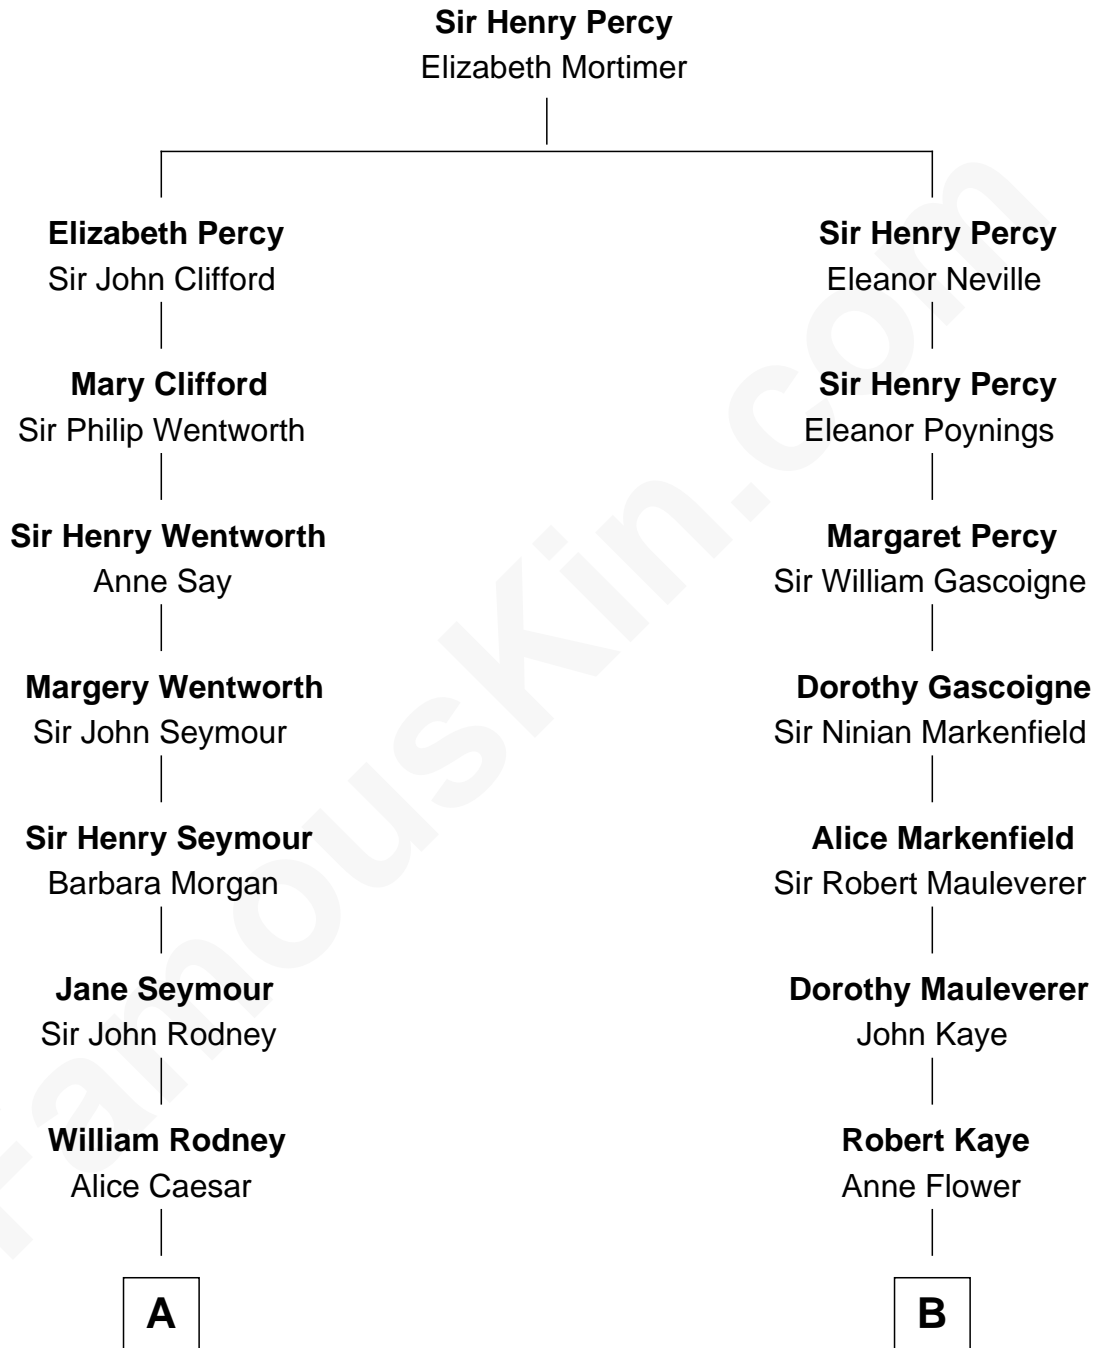 Sir Henry Percy
Elizabeth Mortimer
Elizabeth Percy
Sir John Clifford
Sir Henry Percy
Eleanor Neville
Mary Clifford
Sir Philip Wentworth
Sir Henry Percy
Eleanor Poynings
Sir Henry Wentworth
Anne Say
Margaret Percy
Sir William Gascoigne
Margery Wentworth
Sir John Seymour
Dorothy Gascoigne
Sir Ninian Markenfield
Sir Henry Seymour
Barbara Morgan
Alice Markenfield
Sir Robert Mauleverer
Jane Seymour
Sir John Rodney
Dorothy Mauleverer
John Kaye
William Rodney
Alice Caesar
Robert Kaye
Anne Flower
A
B
FamousKin.com